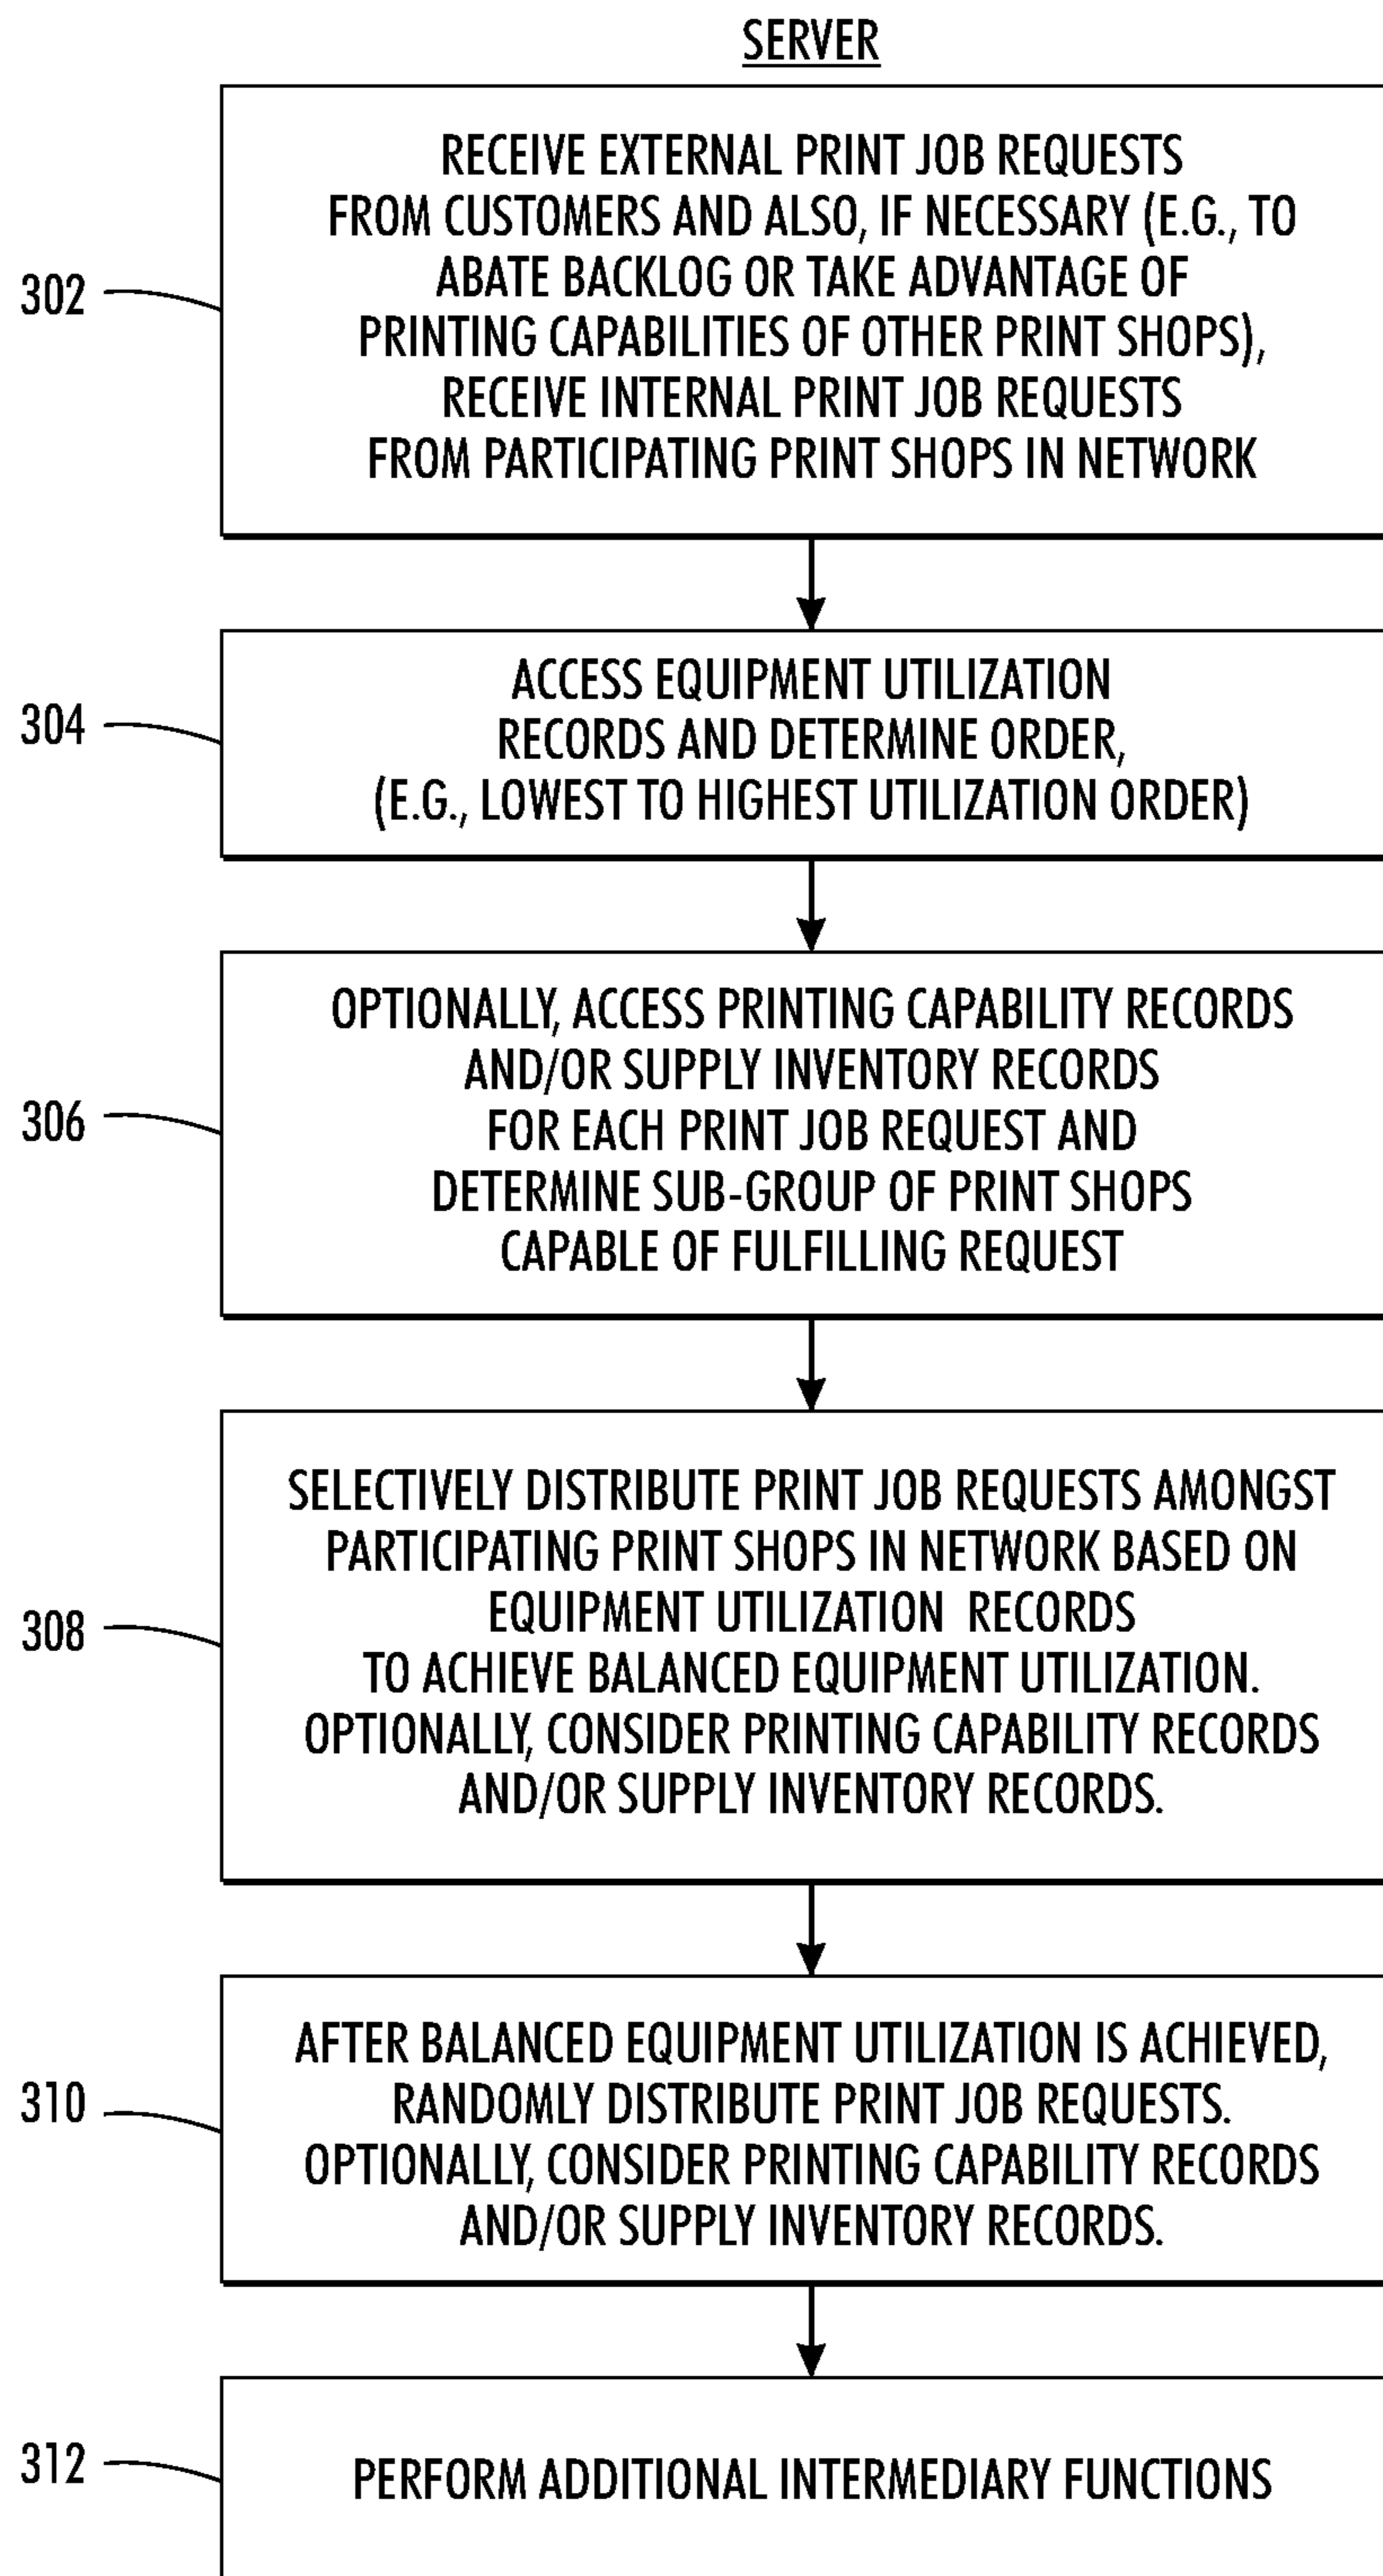 SERVER
RECEIVE EXTERNAL PRINT JOB REQUESTS
FROM CUSTOMERS AND ALSO, IF NECESSARY (E.G., TO
ABATE BACKLOG OR TAKE ADVANTAGE OF
PRINTING CAPABILITIES OF OTHER PRINT SHOPS),
RECEIVE INTERNAL PRINT JOB REQUESTS
FROM PARTICIPATING PRINT SHOPS IN NETWORK
302
ACCESS EQUIPMENT UTILIZATION
RECORDS AND DETERMINE ORDER,
(E.G., LOWEST TO HIGHEST UTILIZATION ORDER)
304
OPTIONALLY, ACCESS PRINTING CAPABILITY RECORDS
AND/OR SUPPLY INVENTORY RECORDS
FOR EACH PRINT JOB REQUEST AND
DETERMINE SUB-GROUP OF PRINT SHOPS
CAPABLE OF FULFILLING REQUEST
306
SELECTIVELY DISTRIBUTE PRINT JOB REQUESTS AMONGST
PARTICIPATING PRINT SHOPS IN NETWORK BASED ON
EQUIPMENT UTILIZATION RECORDS
TO ACHIEVE BALANCED EQUIPMENT UTILIZATION.
OPTIONALLY, CONSIDER PRINTING CAPABILITY RECORDS
AND/OR SUPPLY INVENTORY RECORDS.
308
AFTER BALANCED EQUIPMENT UTILIZATION IS ACHIEVED,
RANDOMLY DISTRIBUTE PRINT JOB REQUESTS.
OPTIONALLY, CONSIDER PRINTING CAPABILITY RECORDS
AND/OR SUPPLY INVENTORY RECORDS.
310
PERFORM ADDITIONAL INTERMEDIARY FUNCTIONS
312